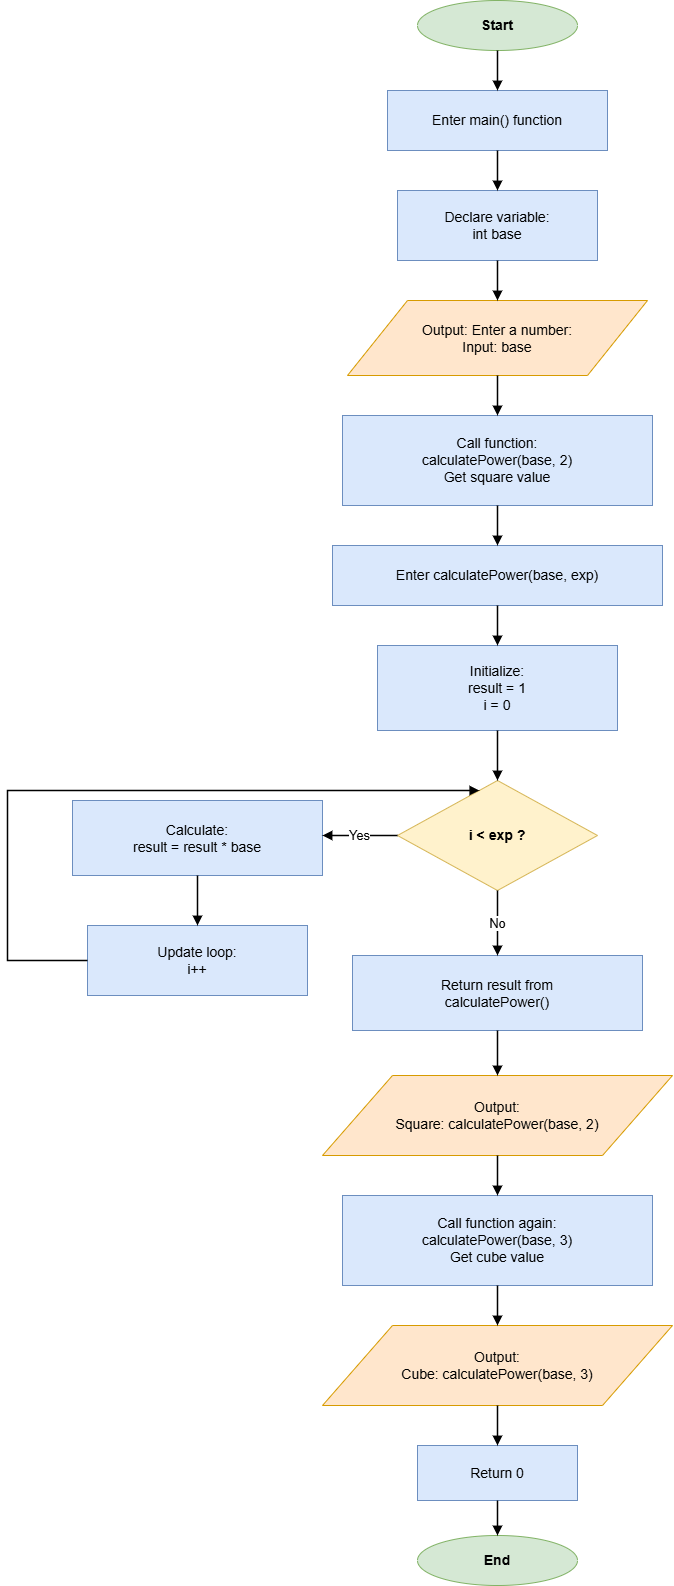 Start
Enter main() function
Declare variable:
int base
Output: Enter a number:
Input: base
Call function:
calculatePower(base, 2)
Get square value
Enter calculatePower(base, exp)
Initialize:
result = 1
i = 0
i < exp ?
Yes
Calculate:
result = result * base
Update loop:
i++
No
Return result from
calculatePower()
Output:
Square: calculatePower(base, 2)
Call function again:
calculatePower(base, 3)
Get cube value
Output:
Cube: calculatePower(base, 3)
Return 0
End